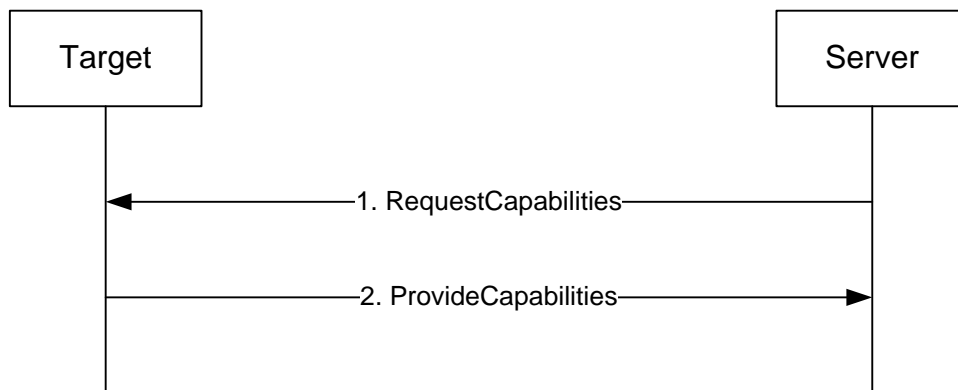 Target
Server
1. RequestCapabilities
2. ProvideCapabilities